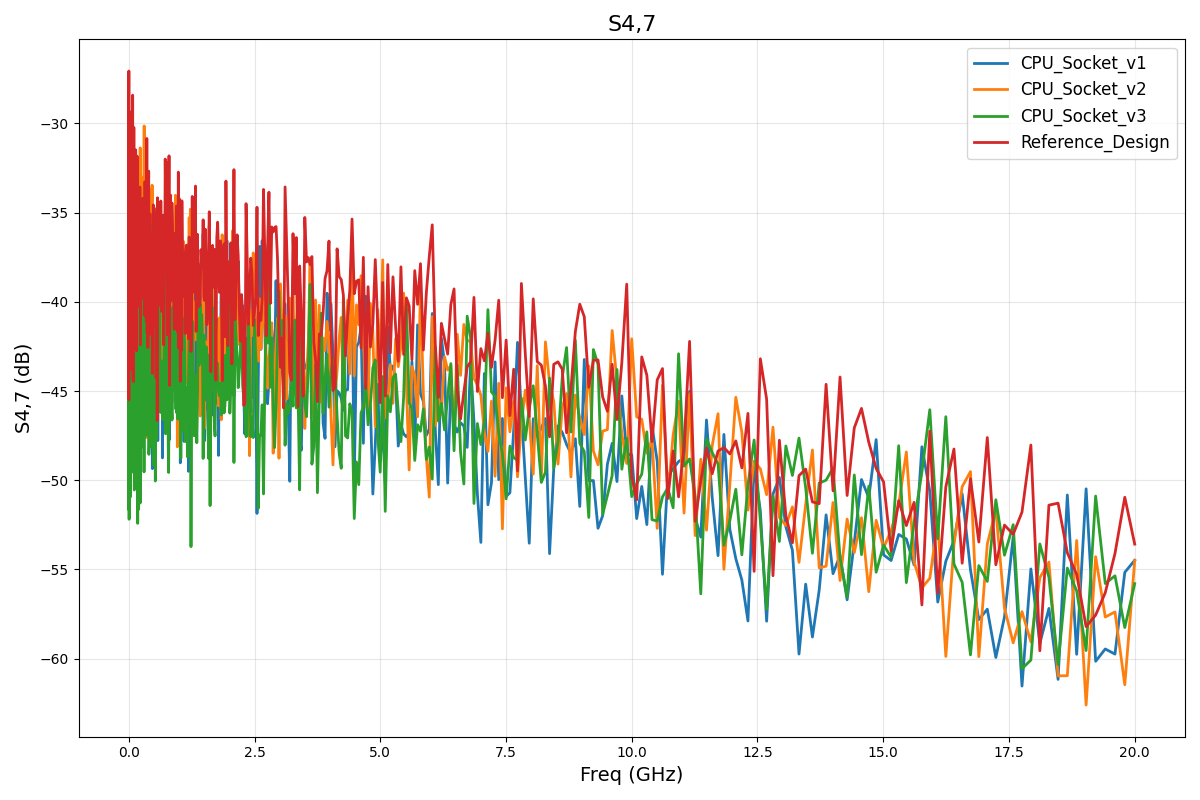 S4,7
CPU_Socket_v1
CPU_Socket_v2
CPU_Socket_v3
Reference_Design
S4,7 (dB)
−30
−35
−40
−45
−50
−55
−60
0.0
2.5
5.0
7.5
10.0
12.5
15.0
17.5
20.0
Freq (GHz)